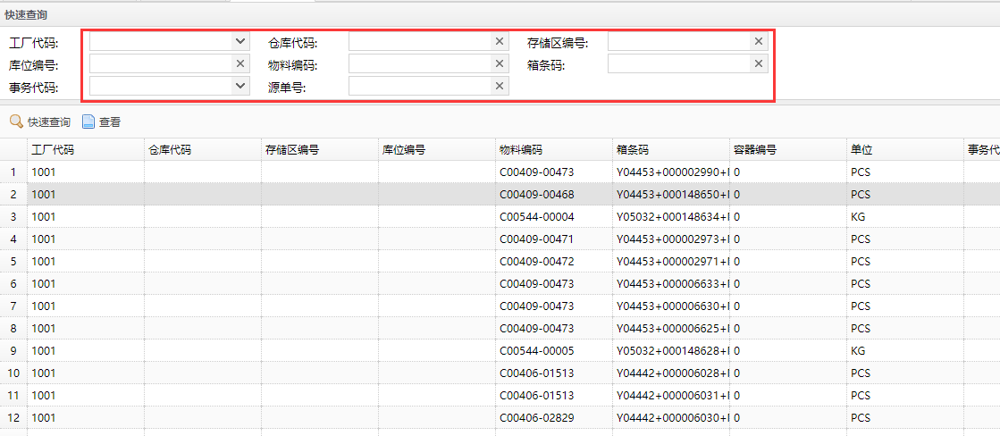 快速查询
工厂代码: 仓库代码: 存储区编号:
库位编号: 物料编码: 箱条码:
事务代码: 源单号:
快速查询 查看
工厂代码 仓库代码 存储区编号 库位编号 物料编码 箱条码 容器编号 单位 事务代
1 1001 C00409-00473 Y04453+000002990+ 0 PCS
2 1001 C00409-00468 Y04453+000148650+ 0 PCS
3 1001 C00544-00004 Y05032+000148634+ 0 KG
4 1001 C00409-00471 Y04453+000002973+ 0 PCS
5 1001 C00409-00472 Y04453+000002971+ 0 PCS
6 1001 C00409-00473 Y04453+000006633+ 0 PCS
7 1001 C00409-00473 Y04453+000006630+ 0 PCS
8 1001 C00409-00473 Y04453+000006625+ 0 PCS
9 1001 C00544-00005 Y05032+000148628+ 0 KG
10 1001 C00406-01513 Y04442+000006028+ 0 PCS
11 1001 C00406-01513 Y04442+000006031+ 0 PCS
12 1001 C00406-02829 Y04442+000006030+ 0 PCS